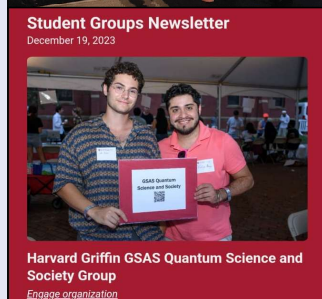 Student Groups Newsletter
December 19, 2023
GSAS Quantum
Science and Society
Harvard Griffin GSAS Quantum Science and
Society Group
Engage organization